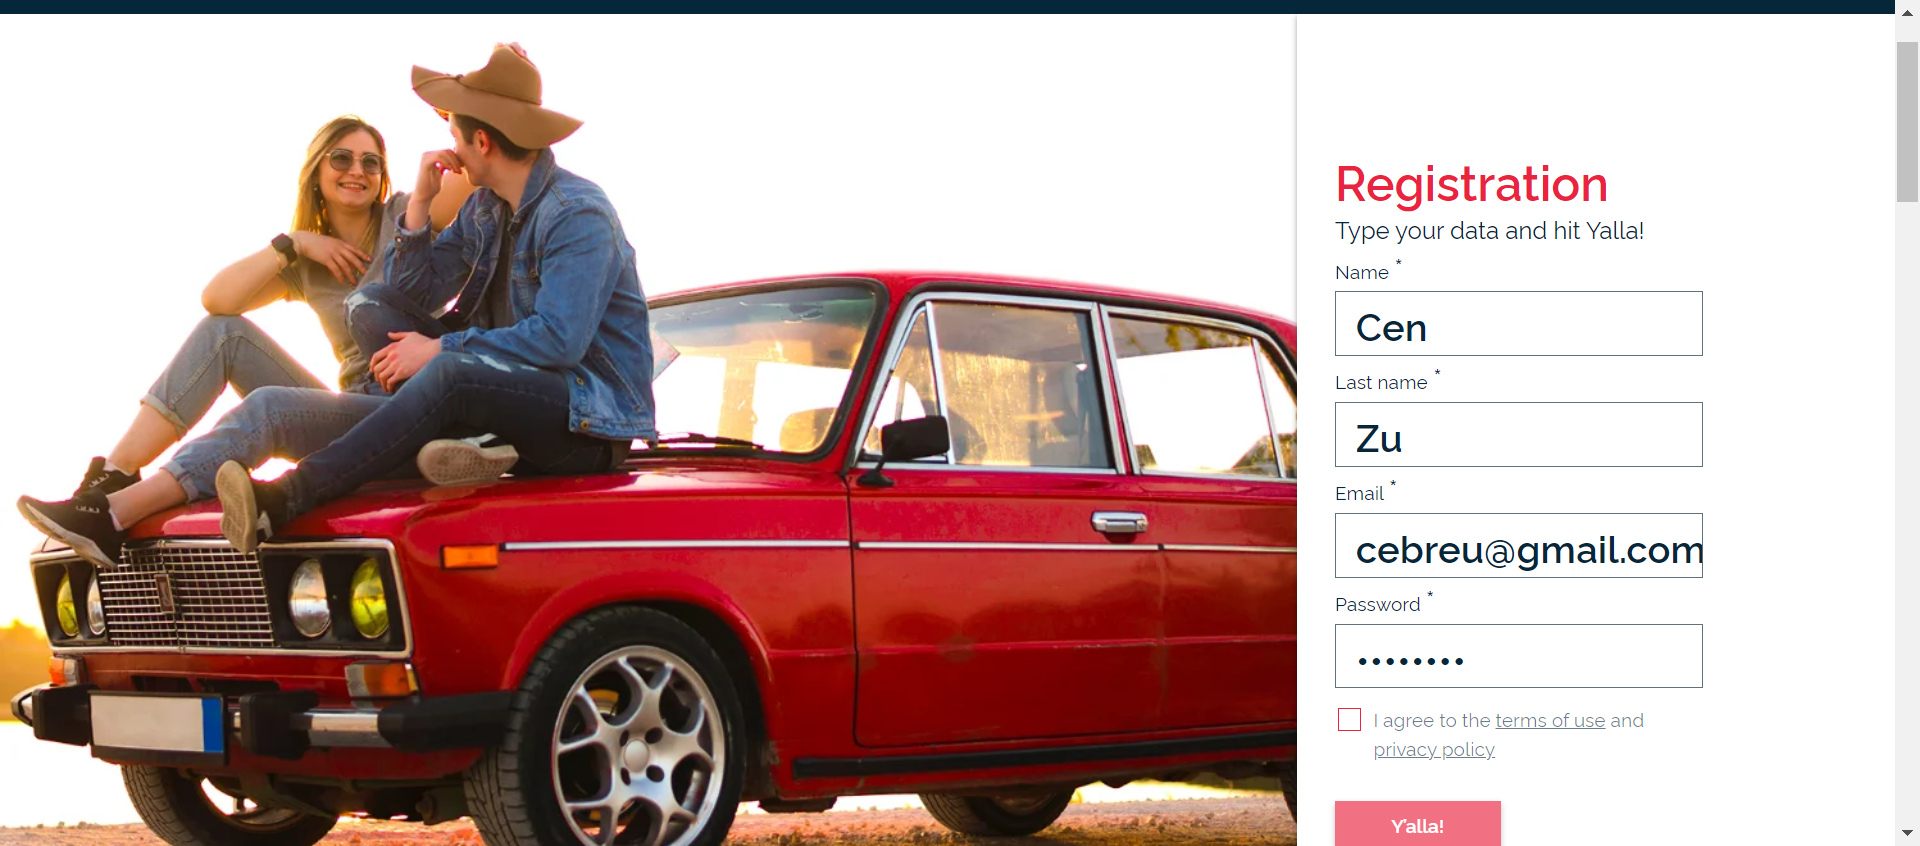 Registration
Type your data and hit Yalla!
Name *
Cen
Last name *
Zu
Email *
cebreu@gmail.com
Password *
••••••••
I agree to the terms of use and
privacy policy
Y'alla!